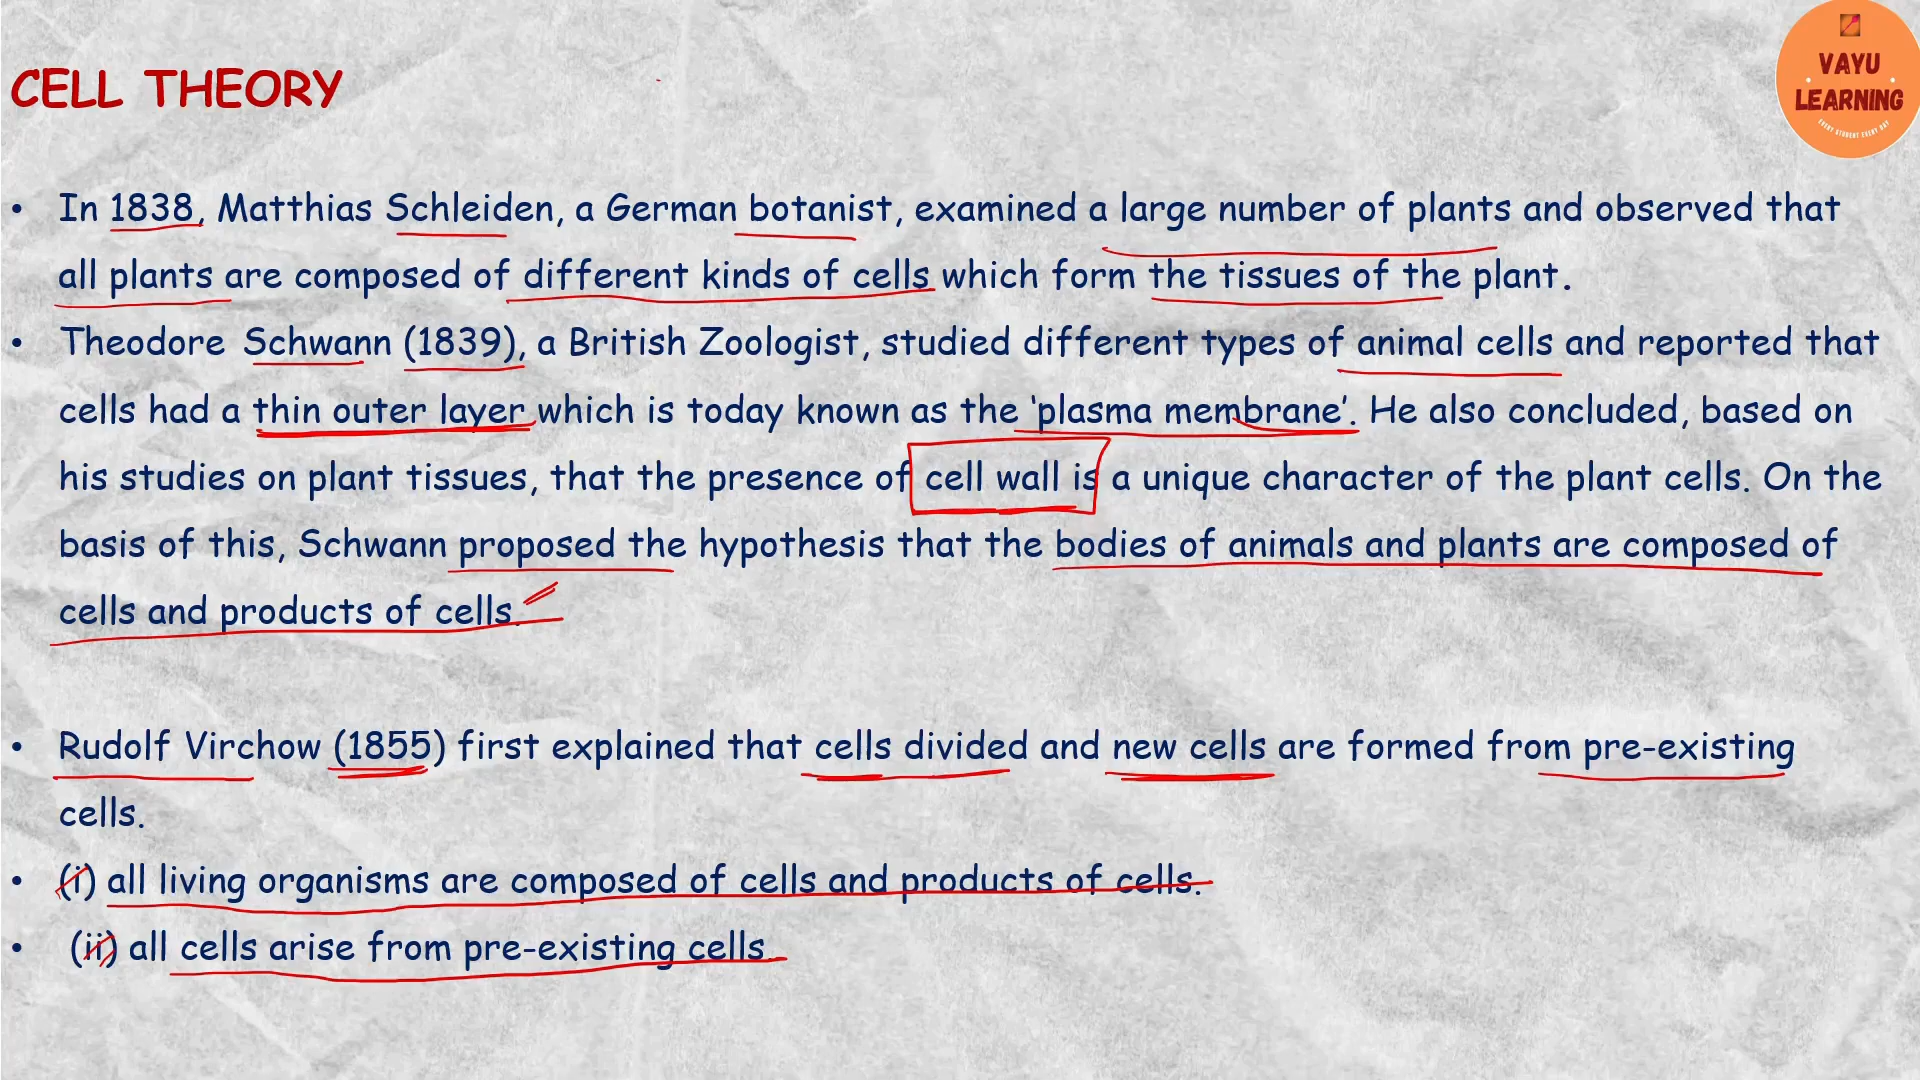 VAYU
LEARNING
EVERY STUDENT EVERY DAY
CELL THEORY
• In 1838, Matthias Schleiden, a German botanist, examined a large number of plants and observed that
all plants are composed of different kinds of cells which form the tissues of the plant.
• Theodore Schwann (1839), a British Zoologist, studied different types of animal cells and reported that
cells had a thin outer layer which is today known as the ‘plasma membrane’. He also concluded, based on
his studies on plant tissues, that the presence of cell wall is a unique character of the plant cells. On the
basis of this, Schwann proposed the hypothesis that the bodies of animals and plants are composed of
cells and products of cells.
• Rudolf Virchow (1855) first explained that cells divided and new cells are formed from pre-existing
cells.
• (i) all living organisms are composed of cells and products of cells.
• (ii) all cells arise from pre-existing cells.